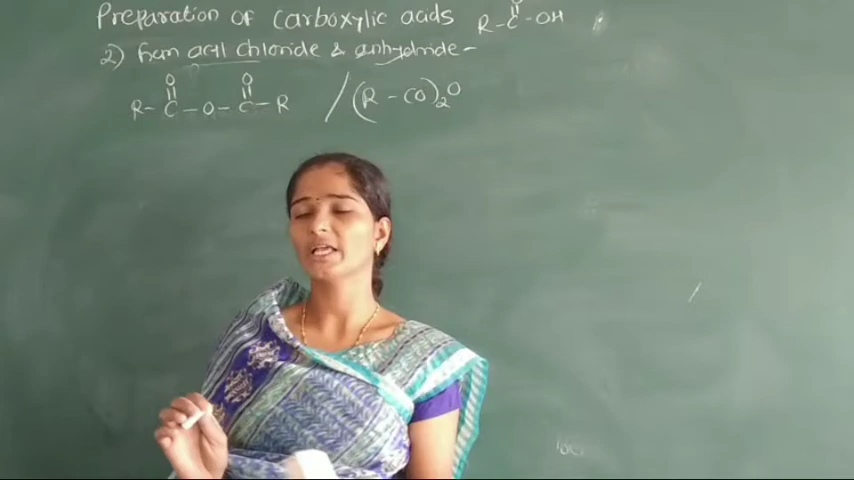 Preparation of carboxylic acids R-C-OH
O
||
2) from acyl chloride & anhydride-
O O
|| ||
R-C-O-C-R /(R-CO)₂O